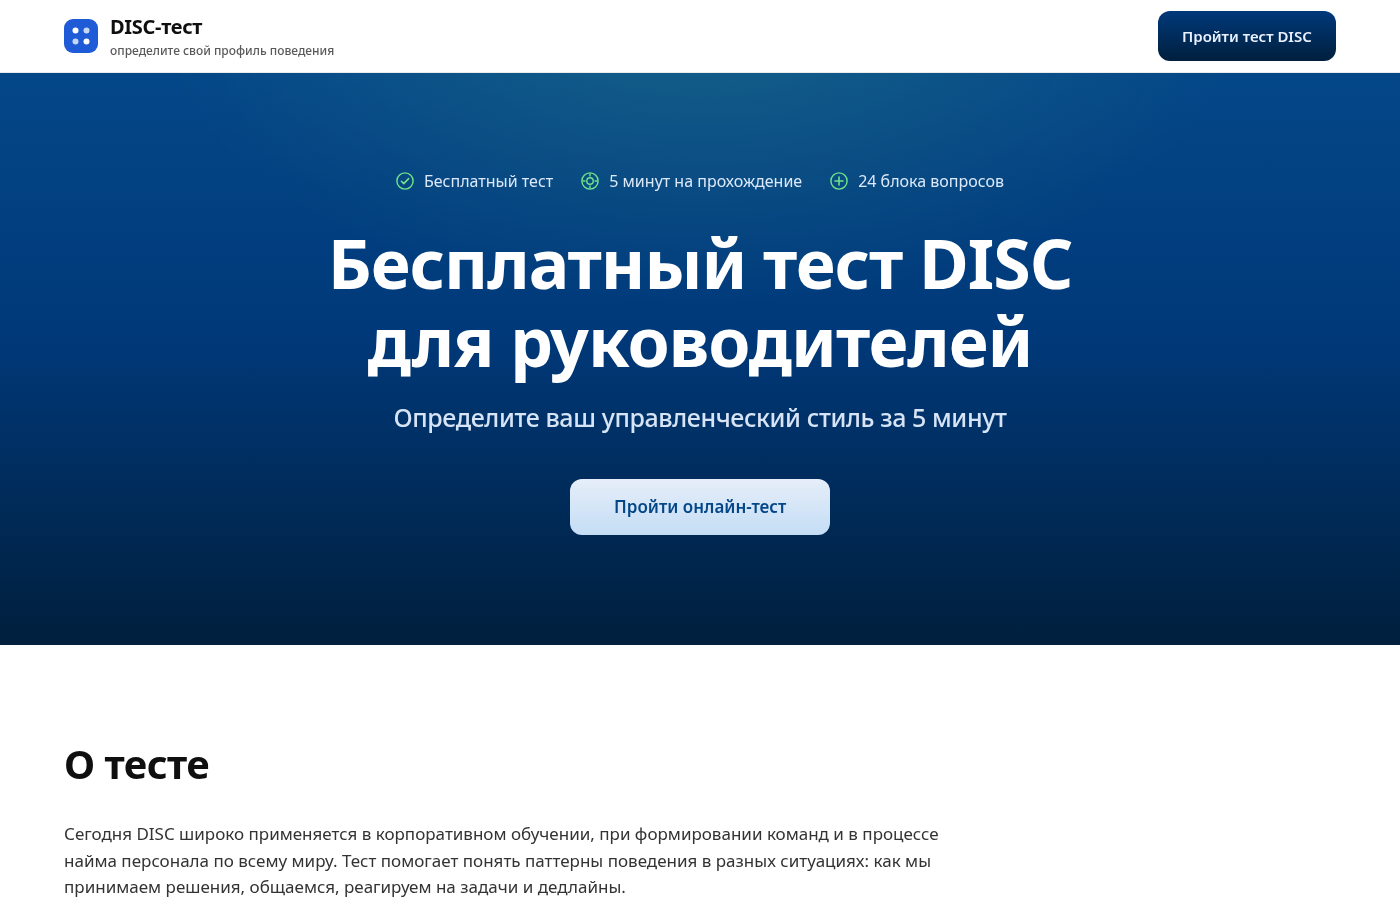 DISC-тест
определите свой профиль поведения
Пройти тест DISC
Бесплатный тест
5 минут на прохождение
24 блока вопросов
Бесплатный тест DISC
для руководителей
Определите ваш управленческий стиль за 5 минут
Пройти онлайн-тест
О тесте
Сегодня DISC широко применяется в корпоративном обучении, при формировании команд и в процессе
найма персонала по всему миру. Тест помогает понять паттерны поведения в разных ситуациях: как мы
принимаем решения, общаемся, реагируем на задачи и дедлайны.